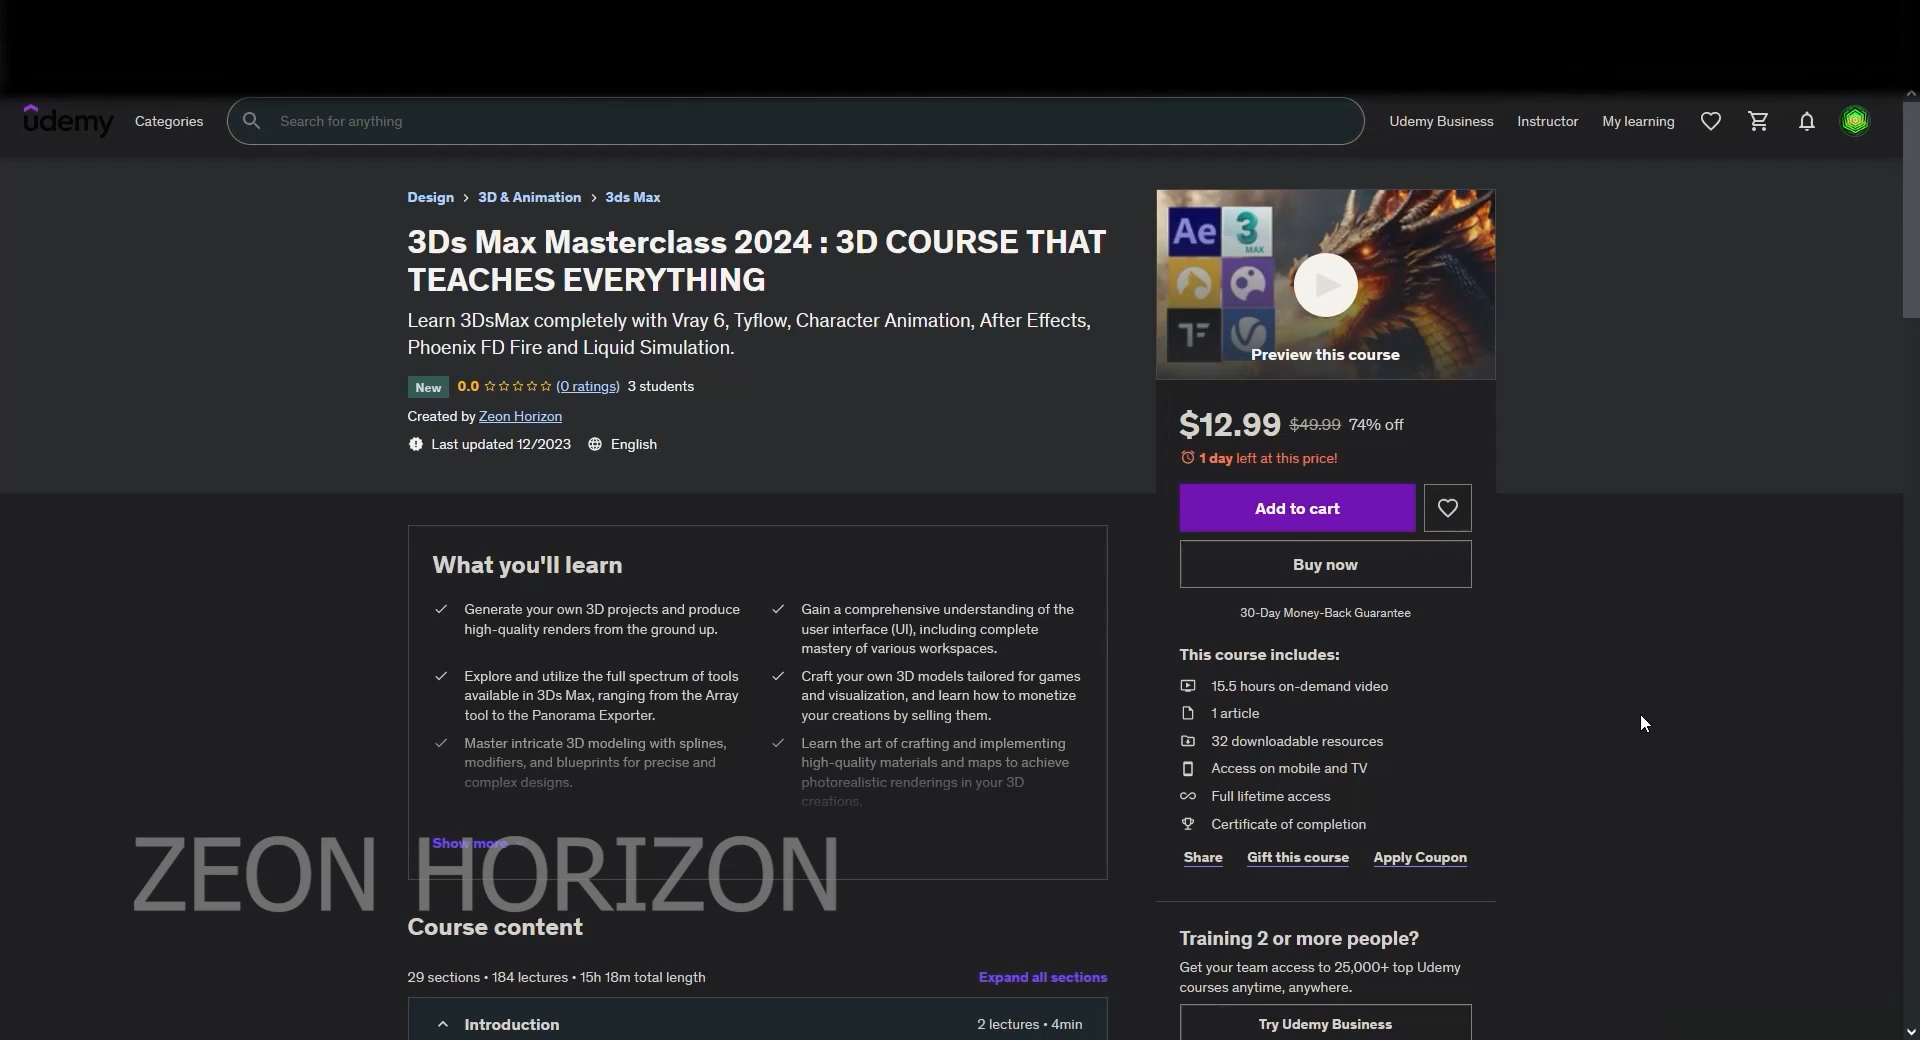 udemy
Categories
Search for anything
Udemy Business
Instructor
My learning
Design > 3D & Animation > 3ds Max
3Ds Max Masterclass 2024 : 3D COURSE THAT
TEACHES EVERYTHING
Learn 3DsMax completely with Vray 6, Tyflow, Character Animation, After Effects,
Phoenix FD Fire and Liquid Simulation.
New 0.0 (0 ratings) 3 students
Created by Zeon Horizon
Last updated 12/2023 English
Ae 3
MAX
TF
Preview this course
$12.99 $49.99 74% off
1 day left at this price!
Add to cart
Buy now
30-Day Money-Back Guarantee
This course includes:
15.5 hours on-demand video
1 article
32 downloadable resources
Access on mobile and TV
Full lifetime access
Certificate of completion
Share Gift this course Apply Coupon
Training 2 or more people?
Get your team access to 25,000+ top Udemy
courses anytime, anywhere.
Try Udemy Business
What you'll learn
Generate your own 3D projects and produce
high-quality renders from the ground up.
Explore and utilize the full spectrum of tools
available in 3Ds Max, ranging from the Array
tool to the Panorama Exporter.
Master intricate 3D modeling with splines,
modifiers, and blueprints for precise and
complex designs.
Gain a comprehensive understanding of the
user interface (UI), including complete
mastery of various workspaces.
Craft your own 3D models tailored for games
and visualization, and learn how to monetize
your creations by selling them.
Learn the art of crafting and implementing
high-quality materials and maps to achieve
photorealistic renderings in your 3D
creations.
Show more
ZEON HORIZON
Course content
29 sections • 184 lectures • 15h 18m total length
Expand all sections
Introduction
2 lectures • 4min